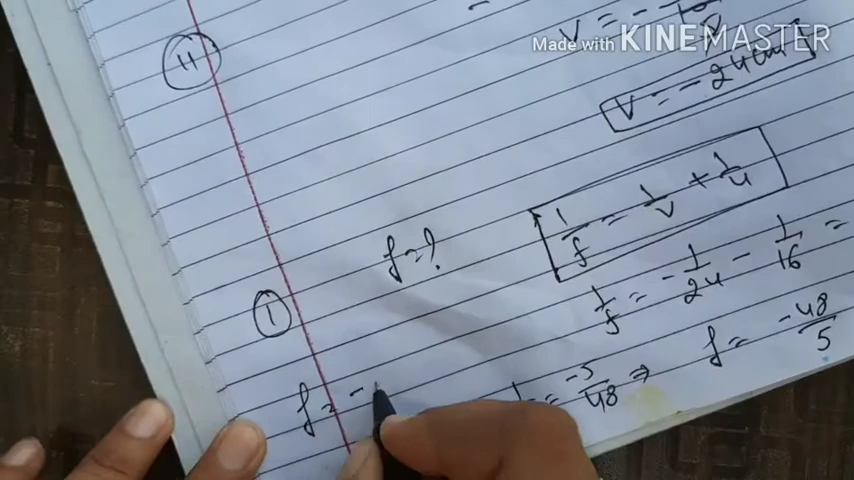 V = -
Made with KINEMASTER
11
V = - 24 cm
1/f = 1/v + 1/u
f = ?
1/f = - 1/24 - 1/16 =
1
= -5/48 ⇒ f = -48/5
f = -